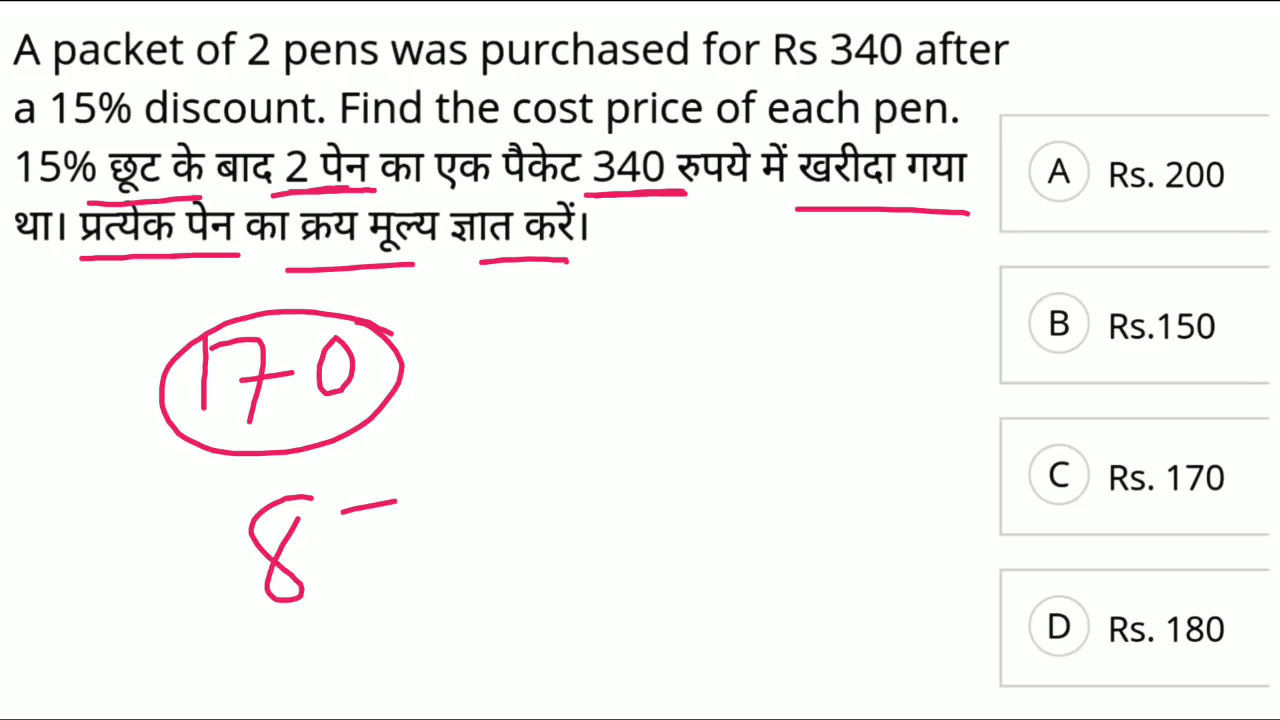 A packet of 2 pens was purchased for Rs 340 after
a 15% discount. Find the cost price of each pen.
15% छूट के बाद 2 पेन का एक पैकेट 340 रुपये में खरीदा गया
था। प्रत्येक पेन का क्रय मूल्य ज्ञात करें।
170
8
A Rs. 200
B Rs.150
C Rs. 170
D Rs. 180